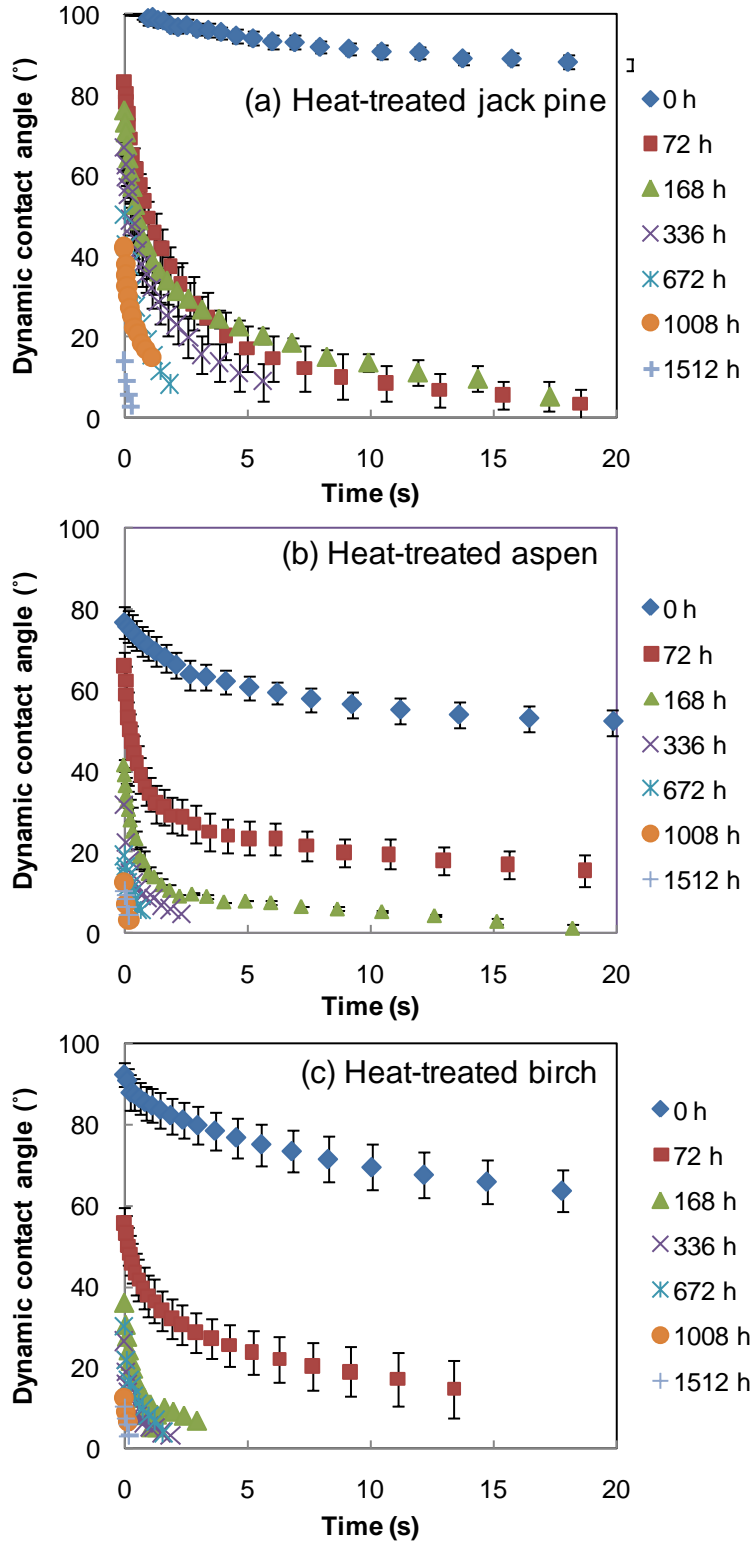 100
80
60
40
20
0
Dynamic contact angle (˚)
(a) Heat-treated jack pine
0 h
72 h
168 h
336 h
672 h
1008 h
1512 h
0 5 10 15 20
Time (s)
100
80
60
40
20
0
Dynamic contact angle (˚)
(b) Heat-treated aspen
0 h
72 h
168 h
336 h
672 h
1008 h
1512 h
0 5 10 15 20
Time (s)
100
80
60
40
20
0
Dynamic contact angle (˚)
(c) Heat-treated birch
0 h
72 h
168 h
336 h
672 h
1008 h
1512 h
0 5 10 15 20
Time (s)